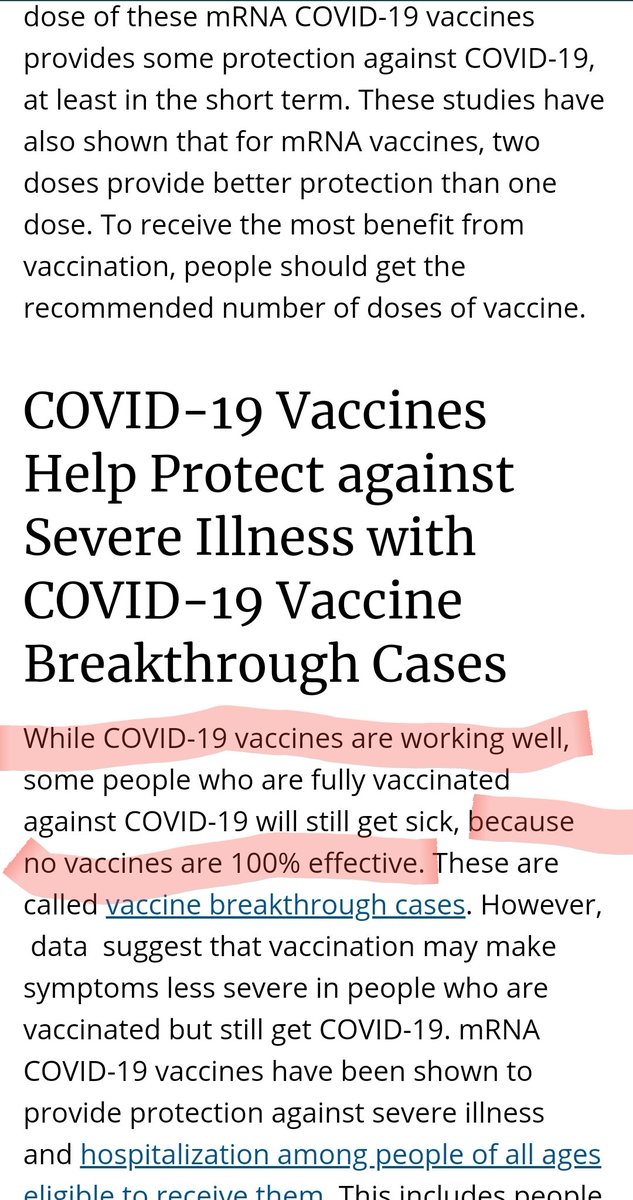 dose of these mRNA COVID-19 vaccines
provides some protection against COVID-19,
at least in the short term. These studies have
also shown that for mRNA vaccines, two
doses provide better protection than one
dose. To receive the most benefit from
vaccination, people should get the
recommended number of doses of vaccine.
COVID-19 Vaccines
Help Protect against
Severe Illness with
COVID-19 Vaccine
Breakthrough Cases
While COVID-19 vaccines are working well,
some people who are fully vaccinated
against COVID-19 will still get sick, because
no vaccines are 100% effective. These are
called vaccine breakthrough cases. However,
data suggest that vaccination may make
symptoms less severe in people who are
vaccinated but still get COVID-19. mRNA
COVID-19 vaccines have been shown to
provide protection against severe illness
and hospitalization among people of all ages
eligible to receive them. This includes people